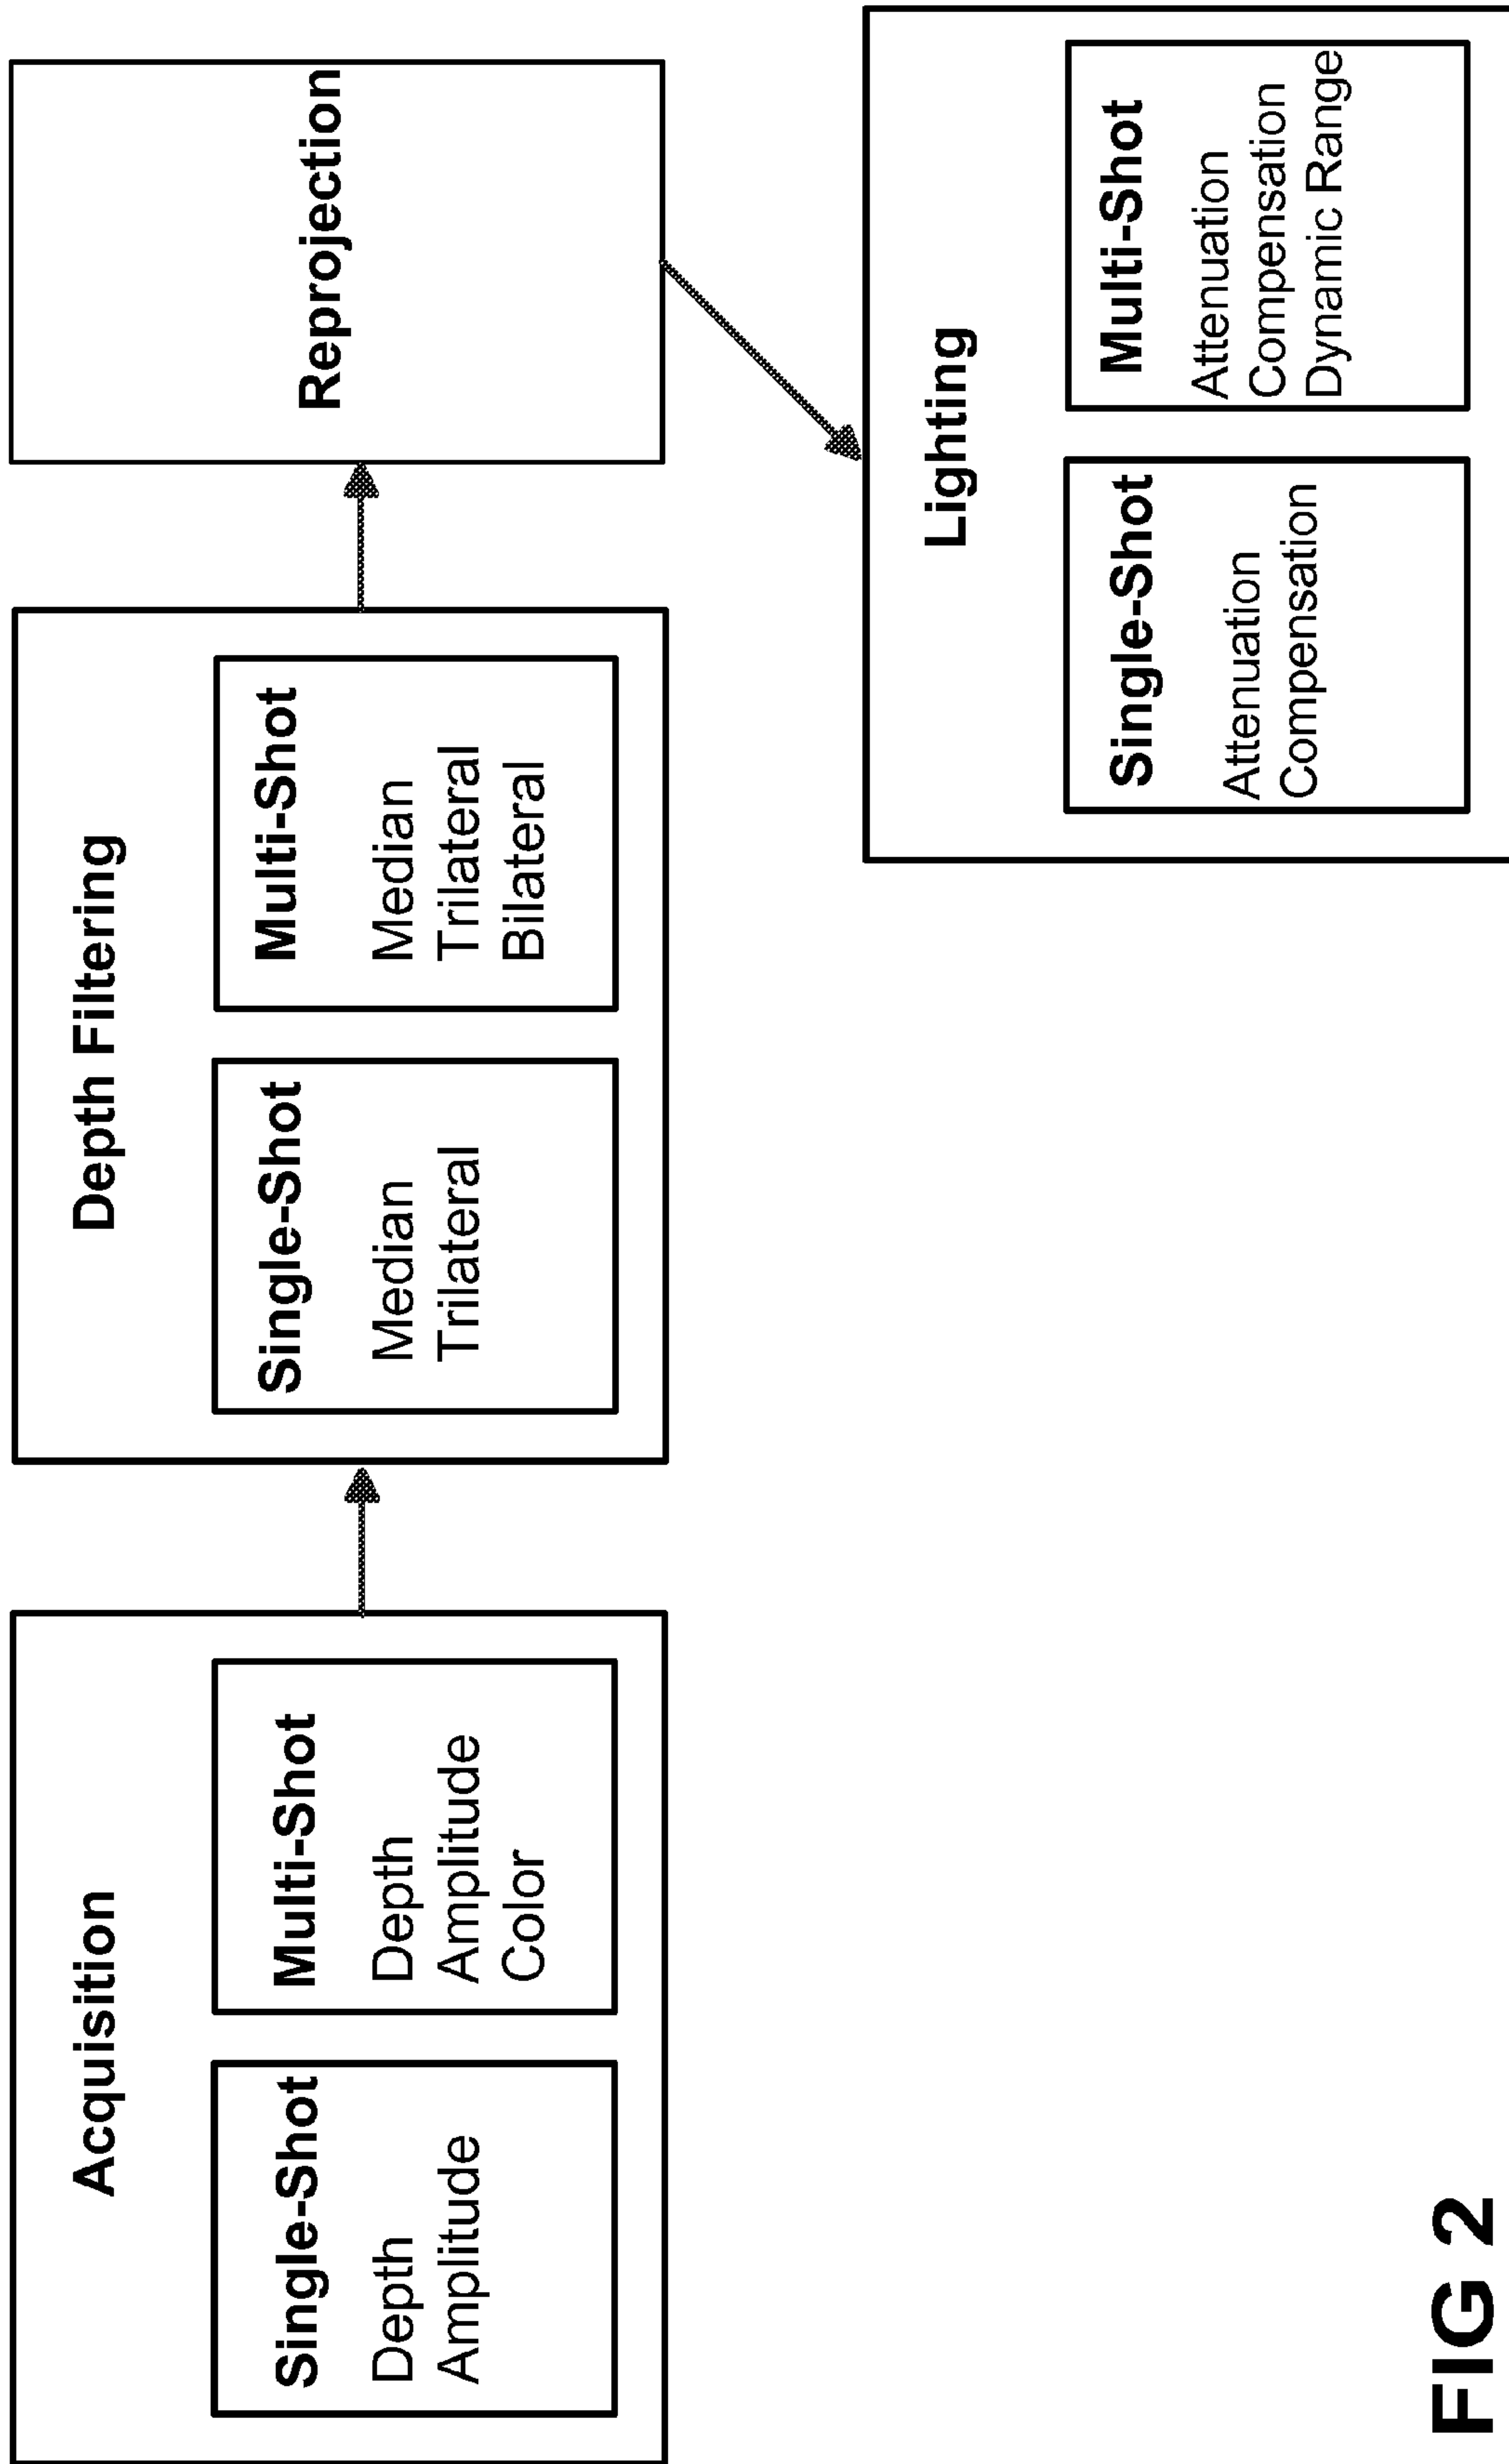 Acquisition
Single-Shot
Depth
Amplitude
Multi-Shot
Depth
Amplitude
Color
Depth Filtering
Single-Shot
Median
Trilateral
Multi-Shot
Median
Trilateral
Bilateral
Reprojection
Lighting
Single-Shot
Attenuation
Compensation
Multi-Shot
Attenuation
Compensation
Dynamic Range
FIG 2